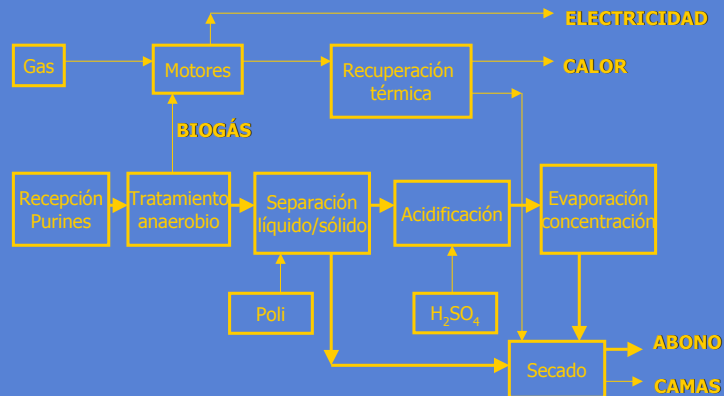 ELECTRICIDAD
Gas
Motores
Recuperación
térmica
CALOR
BIOGÁS
Recepción
Purines
Tratamiento
anaerobio
Separación
líquido/sólido
Acidificación
Evaporación
concentración
Poli
H₂SO₄
Secado
ABONO
CAMAS